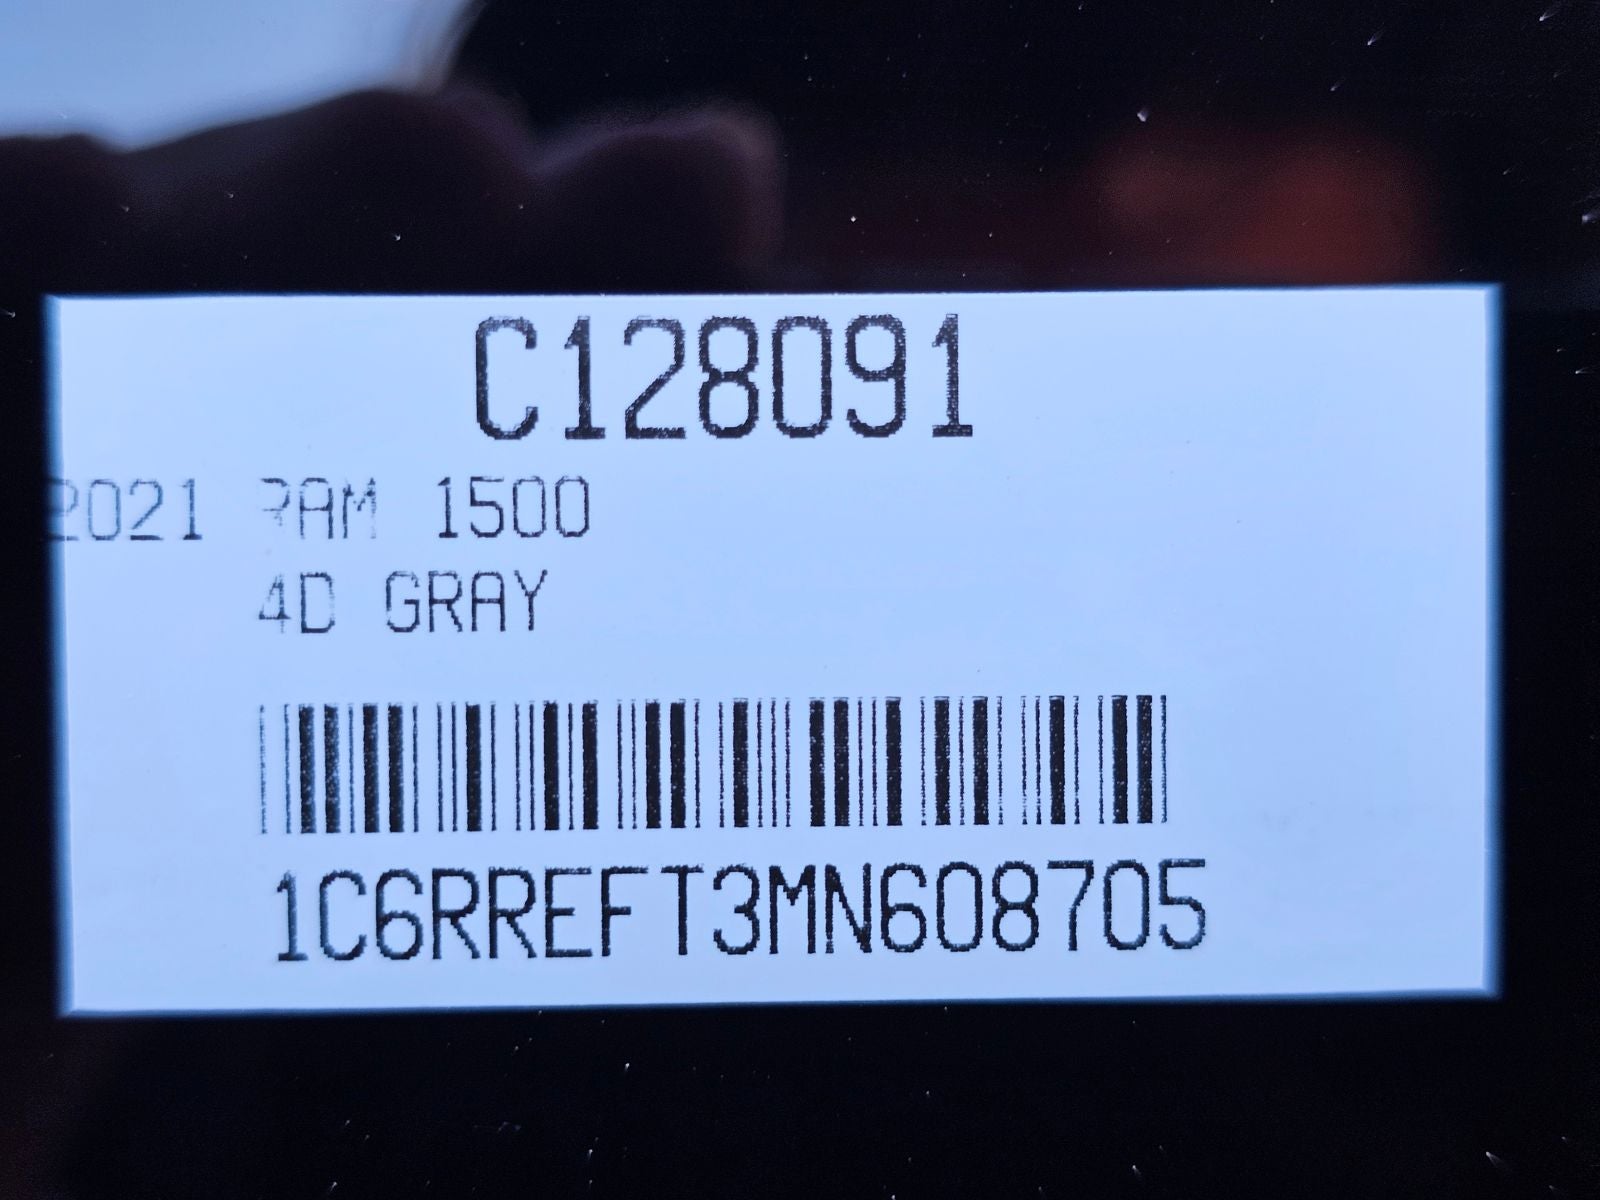 C128091
2021 RAM 1500
4D GRAY
1C6RREFT3MN608705